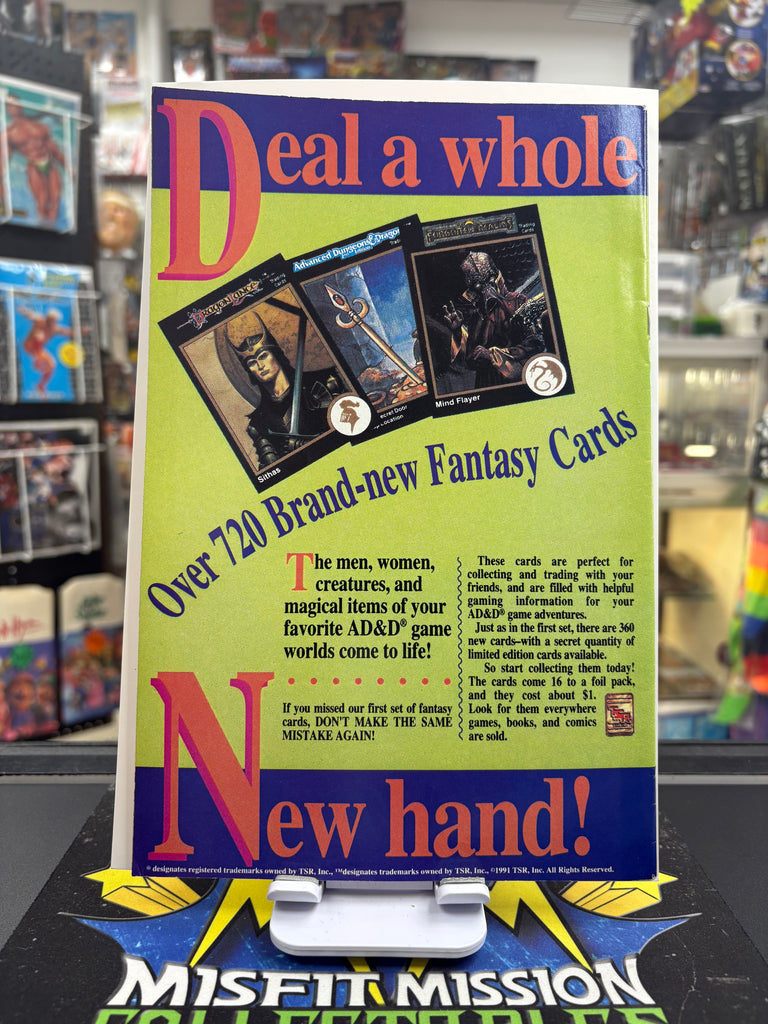 Deal a whole
DRAGONLANCE
Trading Cards
Advanced Dungeons & Dragons
FORGOTTEN REALMS
Trading Cards
Sithas
Mind Flayer
Over 720 Brand-new Fantasy Cards
The men, women,
creatures, and
magical items of your
favorite AD&D® game
worlds come to life!
If you missed our first set of fantasy
cards, DON'T MAKE THE SAME
MISTAKE AGAIN!
These cards are perfect for
collecting and trading with your
friends, and are filled with helpful
gaming information for your
AD&D® game adventures.
Just as in the first set, there are 360
new cards–with a secret quantity of
limited edition cards available.
So start collecting them today!
The cards come 16 to a foil pack,
and they cost about $1.
Look for them everywhere
games, books, and comics
are sold.
New hand!
® designates registered trademarks owned by TSR, Inc., ™designates trademarks owned by TSR, Inc., ©1991 TSR, Inc. All Rights Reserved.
MISFIT MISSION
COLLECTABLES